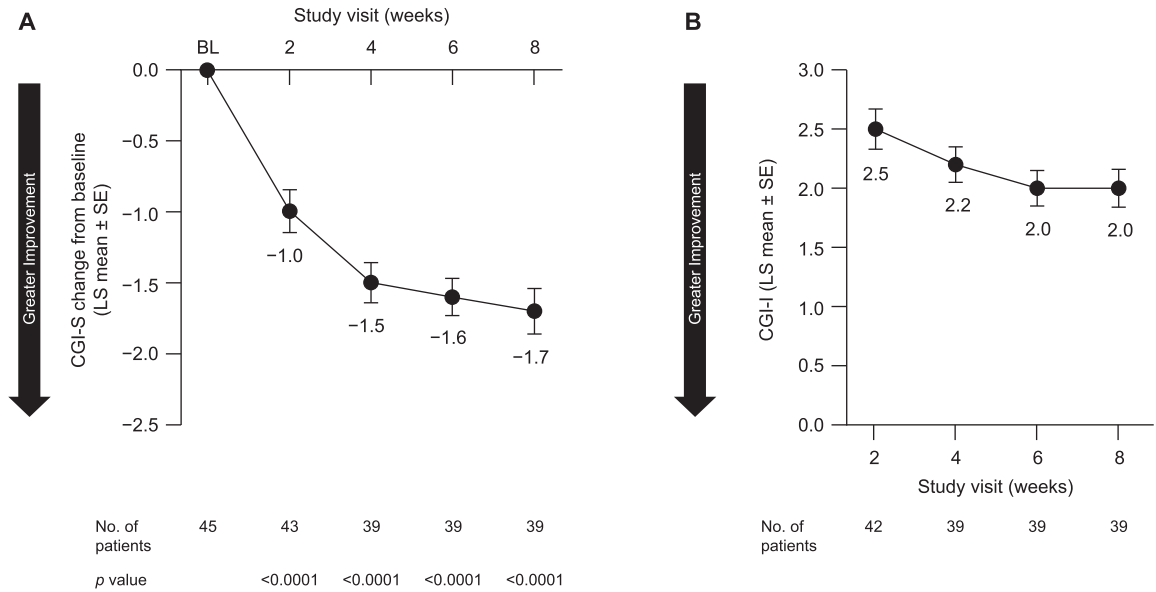 A
Study visit (weeks)
BL 2 4 6 8
0.0
−0.5
−1.0
−1.5
−2.0
−2.5
CGI-S change from baseline
(LS mean ± SE)
Greater Improvement
−1.0
−1.5
−1.6
−1.7
No. of
patients
45 43 39 39 39
p value <0.0001 <0.0001 <0.0001 <0.0001
B
3.0
2.5
2.0
1.5
1.0
0.5
0.0
CGI-I (LS mean ± SE)
Greater Improvement
2.5
2.2
2.0
2.0
2 4 6 8
Study visit (weeks)
No. of
patients
42 39 39 39